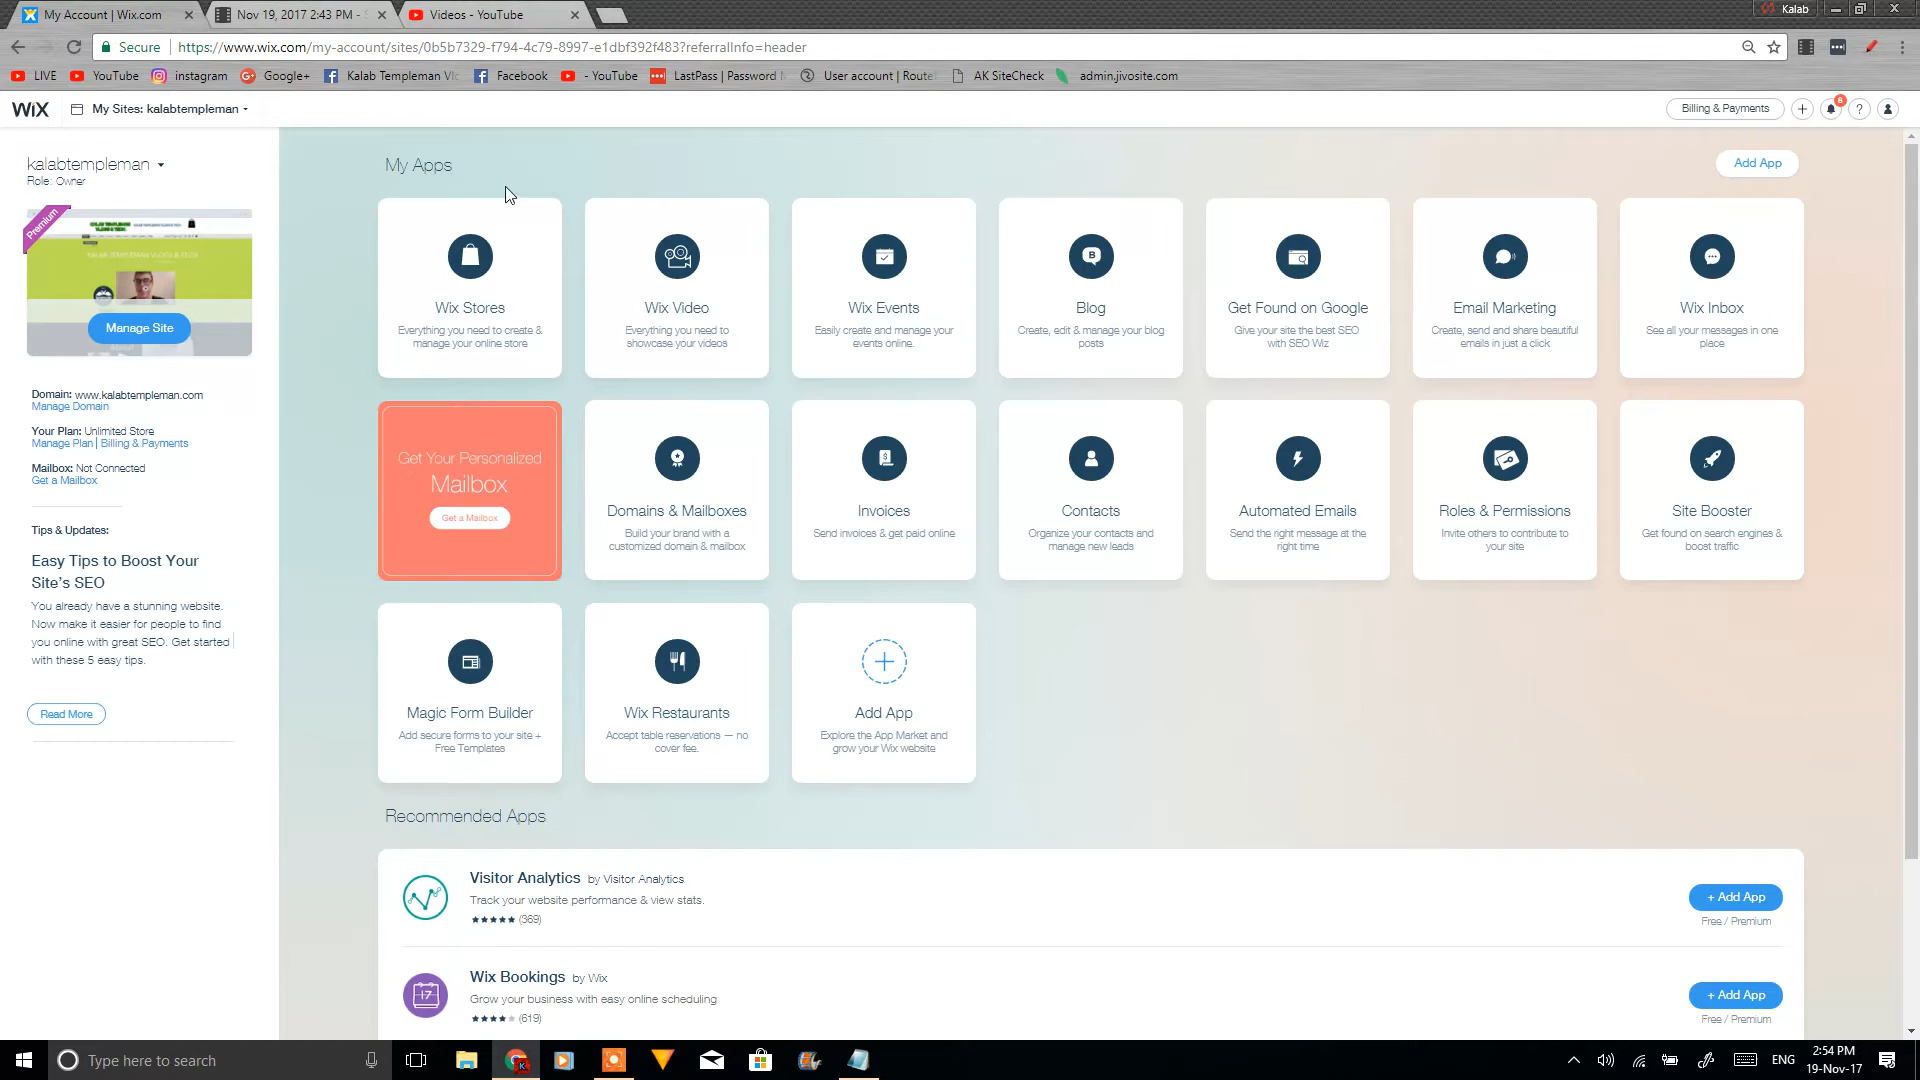 My Account | Wix.com
Nov 19, 2017 2:43 PM - S
Videos - YouTube
Kalab
Secure
https://www.wix.com/my-account/sites/0b5b7329-f794-4c79-8997-e1dbf392f483?referralInfo=header
LIVE
YouTube
instagram
Google+
Kalab Templeman Vlo
Facebook
- YouTube
LastPass | Password M
User account | Route
AK SiteCheck
admin.jivosite.com
WiX
My Sites: kalabtempleman
Billing & Payments
6
?
kalabtempleman
Role: Owner
Premium
Manage Site
Domain: www.kalabtempleman.com
Manage Domain
Your Plan: Unlimited Store
Manage Plan | Billing & Payments
Mailbox: Not Connected
Get a Mailbox
Tips & Updates:
Easy Tips to Boost Your
Site's SEO
You already have a stunning website.
Now make it easier for people to find
you online with great SEO. Get started
with these 5 easy tips.
Read More
My Apps
Add App
Wix Stores
Everything you need to create &
manage your online store
Wix Video
Everything you need to
showcase your videos
Wix Events
Easily create and manage your
events online.
Blog
Create, edit & manage your blog
posts
Get Found on Google
Give your site the best SEO
with SEO Wiz
Email Marketing
Create, send and share beautiful
emails in just a click
Wix Inbox
See all your messages in one
place
Get Your Personalized
Mailbox
Get a Mailbox
Domains & Mailboxes
Build your brand with a
customized domain & mailbox
Invoices
Send invoices & get paid online
Contacts
Organize your contacts and
manage new leads
Automated Emails
Send the right message at the
right time
Roles & Permissions
Invite others to contribute to
your site
Site Booster
Get found on search engines &
boost traffic
Magic Form Builder
Add secure forms to your site +
Free Templates
Wix Restaurants
Accept table reservations — no
cover fee.
Add App
Explore the App Market and
grow your Wix website
Recommended Apps
Visitor Analytics by Visitor Analytics
Track your website performance & view stats.
(369)
+ Add App
Free / Premium
17
Wix Bookings by Wix
Grow your business with easy online scheduling
(619)
+ Add App
Free / Premium
Type here to search
ENG
2:54 PM
19-Nov-17